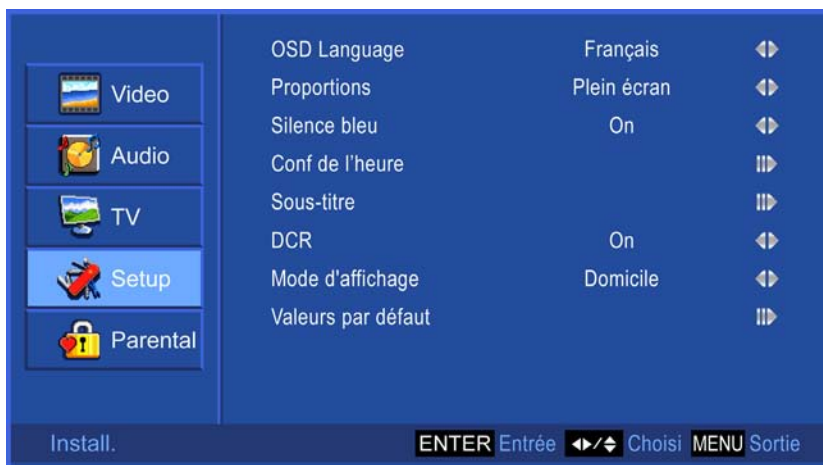 Video
Audio
TV
Setup
Parental
OSD Language Français
Proportions Plein écran
Silence bleu On
Conf de l'heure
Sous-titre
DCR On
Mode d'affichage Domicile
Valeurs par défaut
Install. ENTER Entrée / Choisi MENU Sortie